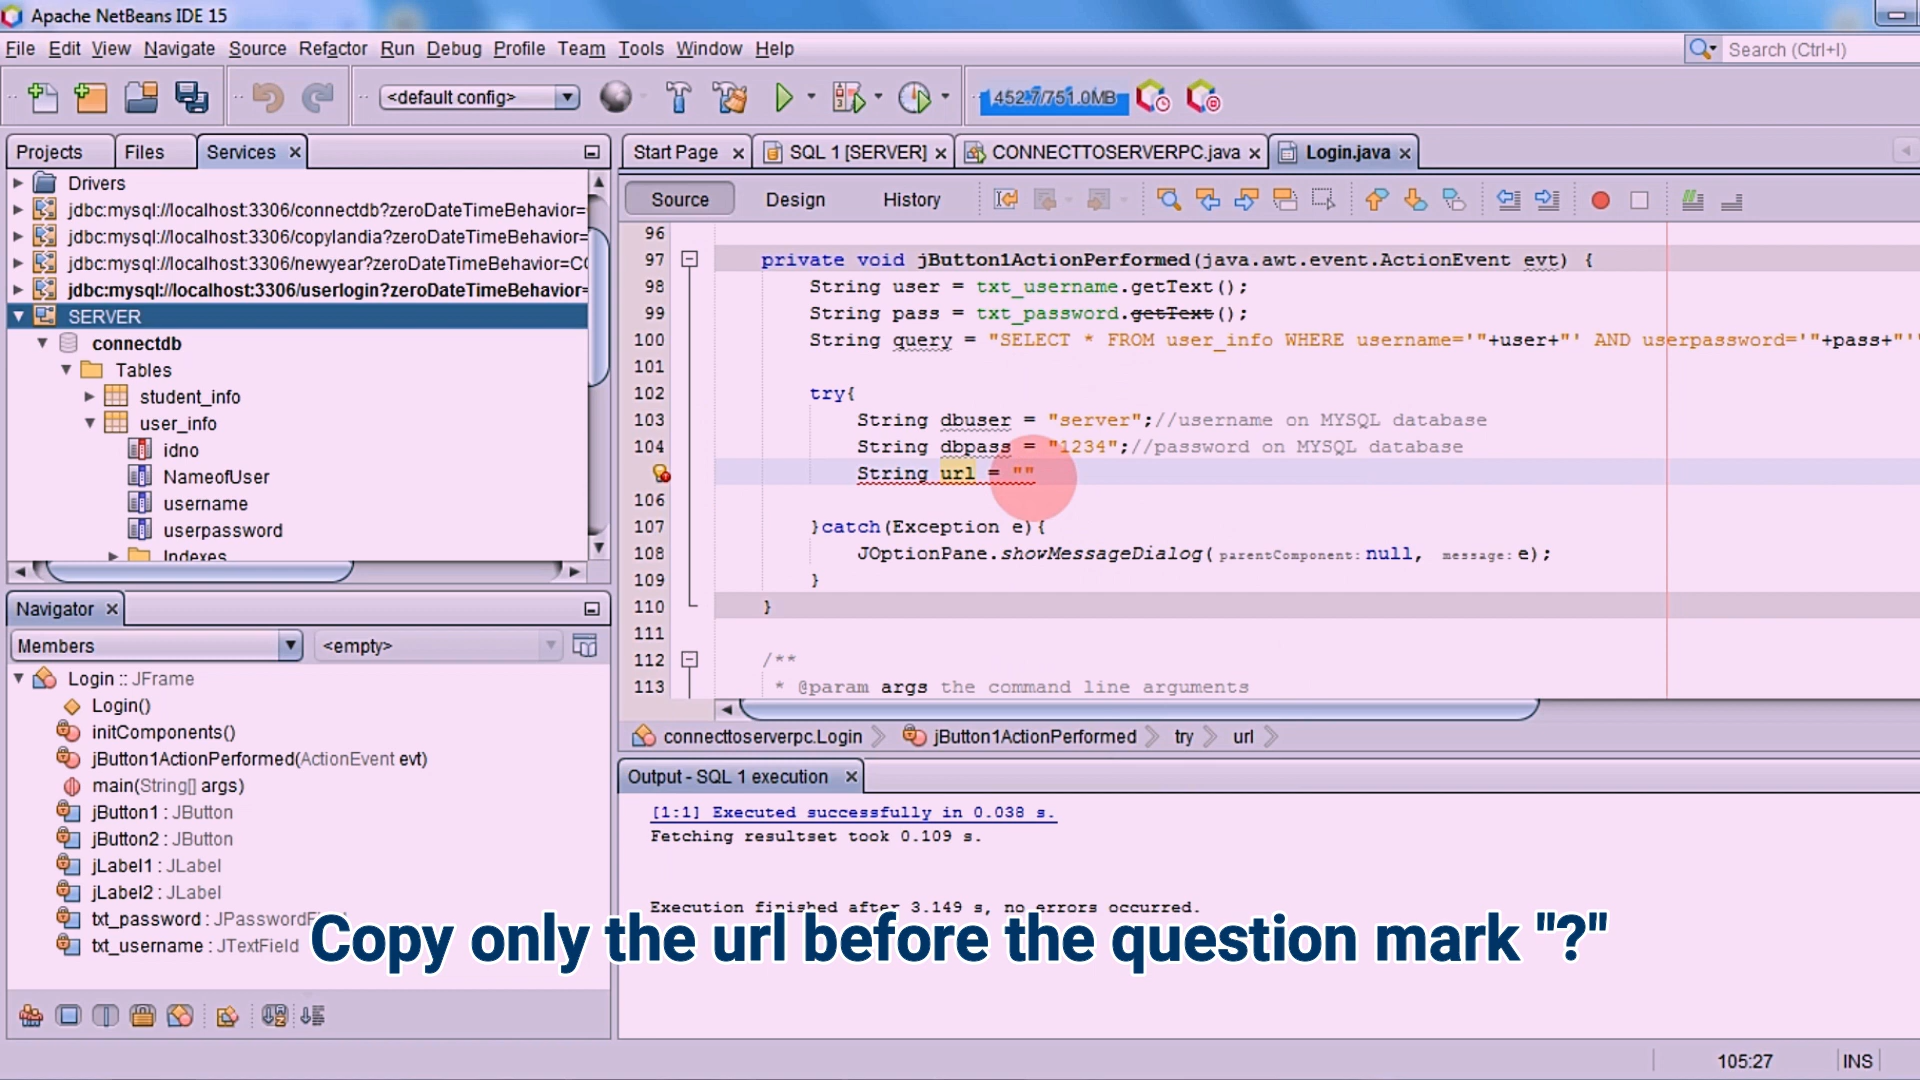 Apache NetBeans IDE 15
File Edit View Navigate Source Refactor Run Debug Profile Team Tools Window Help
Search (Ctrl+I)
<default config>
452.7/751.0MB
Projects Files Services
Drivers
jdbc:mysql://localhost:3306/connectdb?zeroDateTimeBehavior=
jdbc:mysql://localhost:3306/copylandia?zeroDateTimeBehavior=
jdbc:mysql://localhost:3306/newyear?zeroDateTimeBehavior=CO
jdbc:mysql://localhost:3306/userlogin?zeroDateTimeBehavior=
SERVER
connectdb
Tables
student_info
user_info
idno
NameofUser
username
userpassword
Indexes
Navigator
Members <empty>
Login :: JFrame
Login()
initComponents()
jButton1ActionPerformed(ActionEvent evt)
main(String[] args)
jButton1 : JButton
jButton2 : JButton
jLabel1 : JLabel
jLabel2 : JLabel
txt_password : JPasswordF
txt_username : JTextField
Start Page SQL 1 [SERVER] CONNECTTOSERVERPC.java Login.java
Source Design History
96
97 private void jButton1ActionPerformed(java.awt.event.ActionEvent evt) {
98 String user = txt_username.getText();
99 String pass = txt_password.getText();
100 String query = "SELECT * FROM user_info WHERE username='"+user+"' AND userpassword='"+pass+"'
101
102 try{
103 String dbuser = "server";//username on MYSQL database
104 String dbpass = "1234";//password on MYSQL database
String url = ""
106
107 }catch(Exception e){
108 JOptionPane.showMessageDialog(parentComponent: null, message: e);
109 }
110 }
111
112 /**
113 * @param args the command line arguments
connecttoserverpc.Login jButton1ActionPerformed try url
Output - SQL 1 execution
[1:1] Executed successfully in 0.038 s.
Fetching resultset took 0.109 s.
Execution finished after 3.149 s, no errors occurred.
Copy only the url before the question mark "?"
105:27 INS